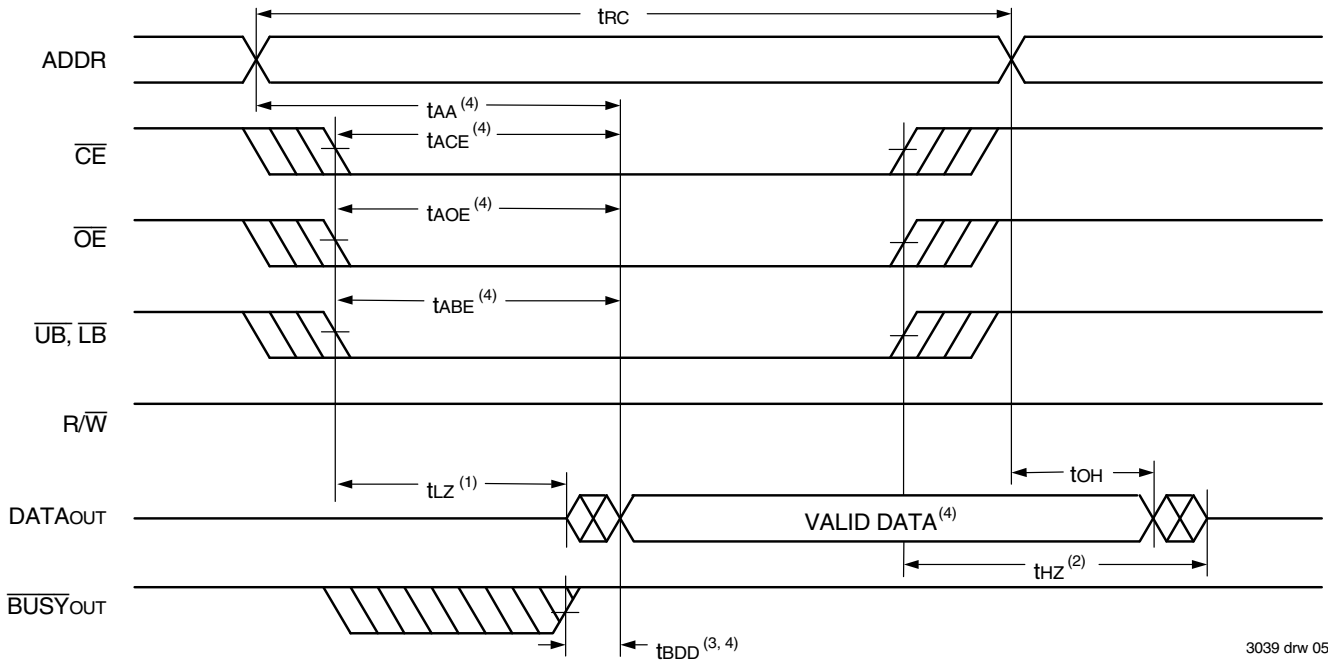 tRC
ADDR
tAA (4)
CE tACE (4)
OE tAOE (4)
UB, LB tABE (4)
R/W
tLZ (1) tOH
DATAOUT VALID DATA(4)
tHZ (2)
BUSYOUT
tBDD (3, 4)
3039 drw 05